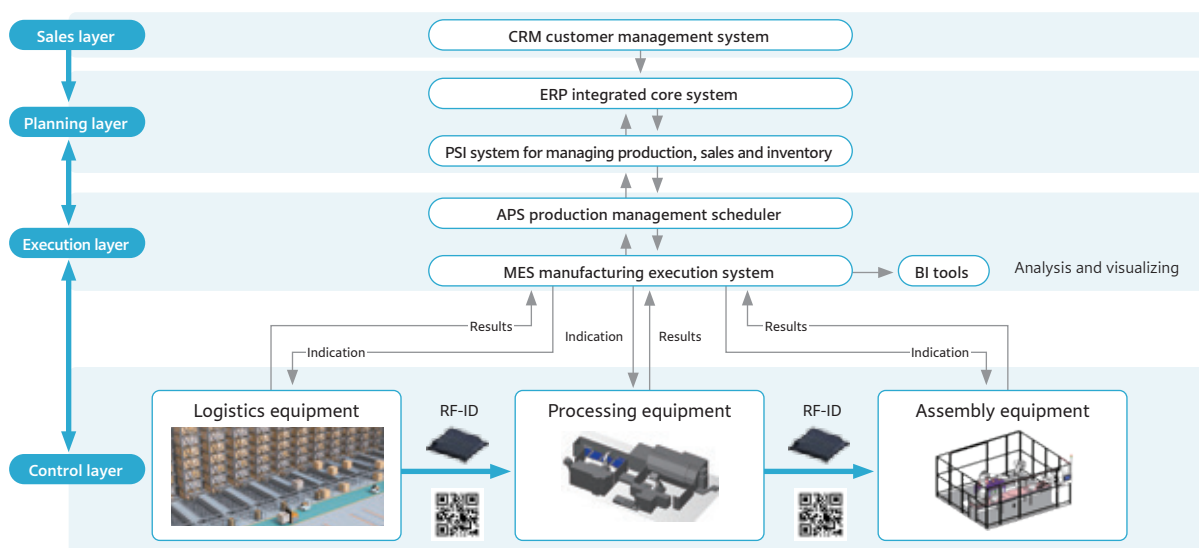 Sales layer
CRM customer management system
ERP integrated core system
Planning layer
PSI system for managing production, sales and inventory
APS production management scheduler
Execution layer
MES manufacturing execution system
BI tools
Analysis and visualizing
Results
Indication
Indication
Results
Results
Indication
Logistics equipment
RF-ID
Processing equipment
RF-ID
Assembly equipment
Control layer